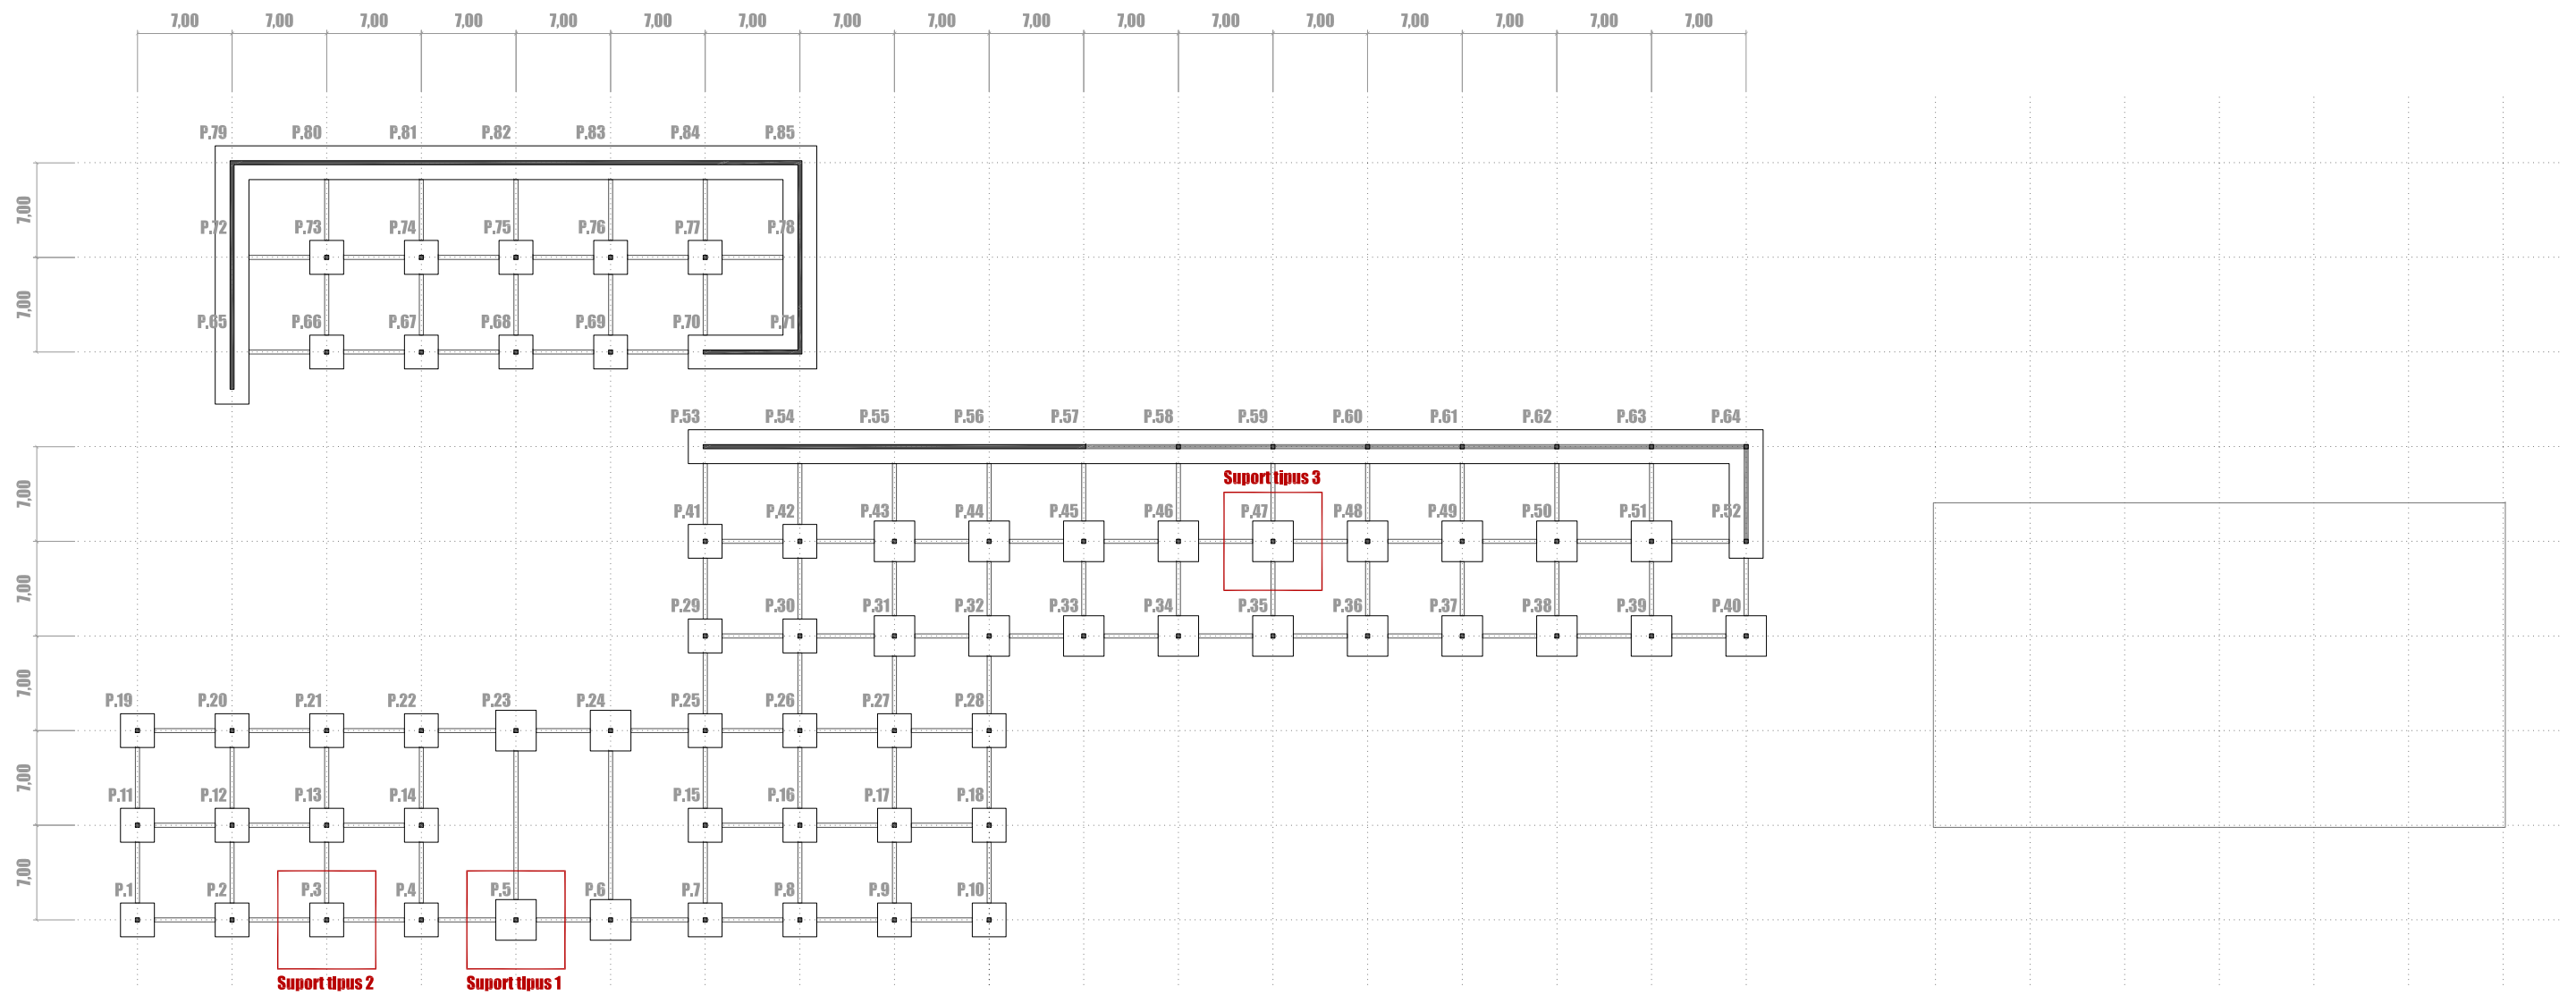 7,00 7,00 7,00 7,00 7,00 7,00 7,00 7,00 7,00 7,00 7,00 7,00 7,00 7,00 7,00 7,00 7,00
P.79 P.80 P.81 P.82 P.83 P.84 P.85
7,00
P.72 P.73 P.74 P.75 P.76 P.77 P.78
7,00
P.65 P.66 P.67 P.68 P.69 P.70 P.71
P.53 P.54 P.55 P.56 P.57 P.58 P.59 P.60 P.61 P.62 P.63 P.64
Suport tipus 3
7,00
P.41 P.42 P.43 P.44 P.45 P.46 P.47 P.48 P.49 P.50 P.51 P.52
7,00
P.29 P.30 P.31 P.32 P.33 P.34 P.35 P.36 P.37 P.38 P.39 P.40
7,00
P.19 P.20 P.21 P.22 P.23 P.24 P.25 P.26 P.27 P.28
7,00
P.11 P.12 P.13 P.14 P.15 P.16 P.17 P.18
7,00
P.1 P.2 P.3 P.4 P.5 P.6 P.7 P.8 P.9 P.10
Suport tipus 2 Suport tipus 1